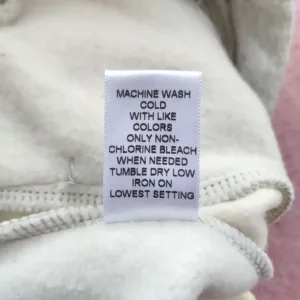 MACHINE WASH
COLD
WITH LIKE
COLORS
ONLY NON-
CHLORINE BLEACH
WHEN NEEDED
TUMBLE DRY LOW
IRON ON
LOWEST SETTING